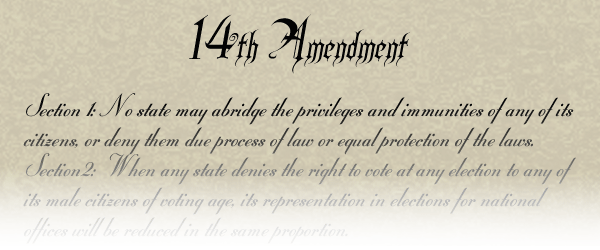 14th Amendment
Section 1: No state may abridge the privileges and immunities of any of its
citizens, or deny them due process of law or equal protection of the laws.
Section2: When any state denies the right to vote at any election to any of
its male citizens of voting age, its representation in elections for national
offices will be reduced in the same proportion.